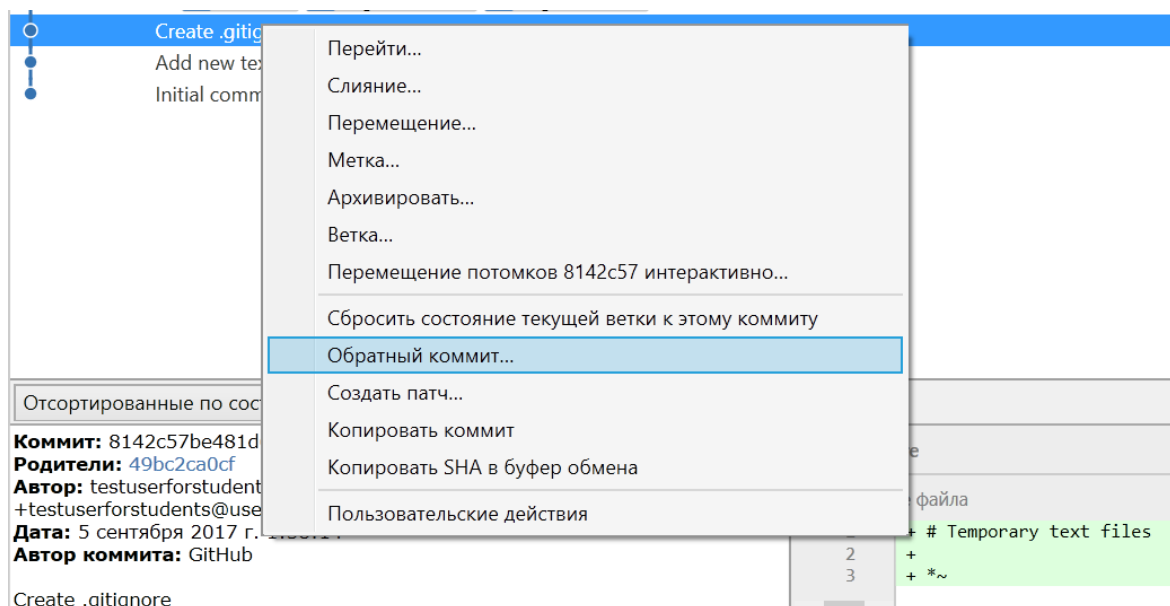 Create .gitig
Add new tex
Initial comm
Перейти...
Слияние...
Перемещение...
Метка...
Архивировать...
Ветка...
Перемещение потомков 8142c57 интерактивно...
Сбросить состояние текущей ветки к этому коммиту
Обратный коммит...
Создать патч...
Копировать коммит
Копировать SHA в буфер обмена
Пользовательские действия
Отсортированные по сос
Коммит: 8142c57be481d
Родители: 49bc2ca0cf
Автор: testuserforstudent
+testuserforstudents@use
Дата: 5 сентября 2017 г.
Автор коммита: GitHub
Create .gitignore
файла
+ # Temporary text files
2 +
3 + *~